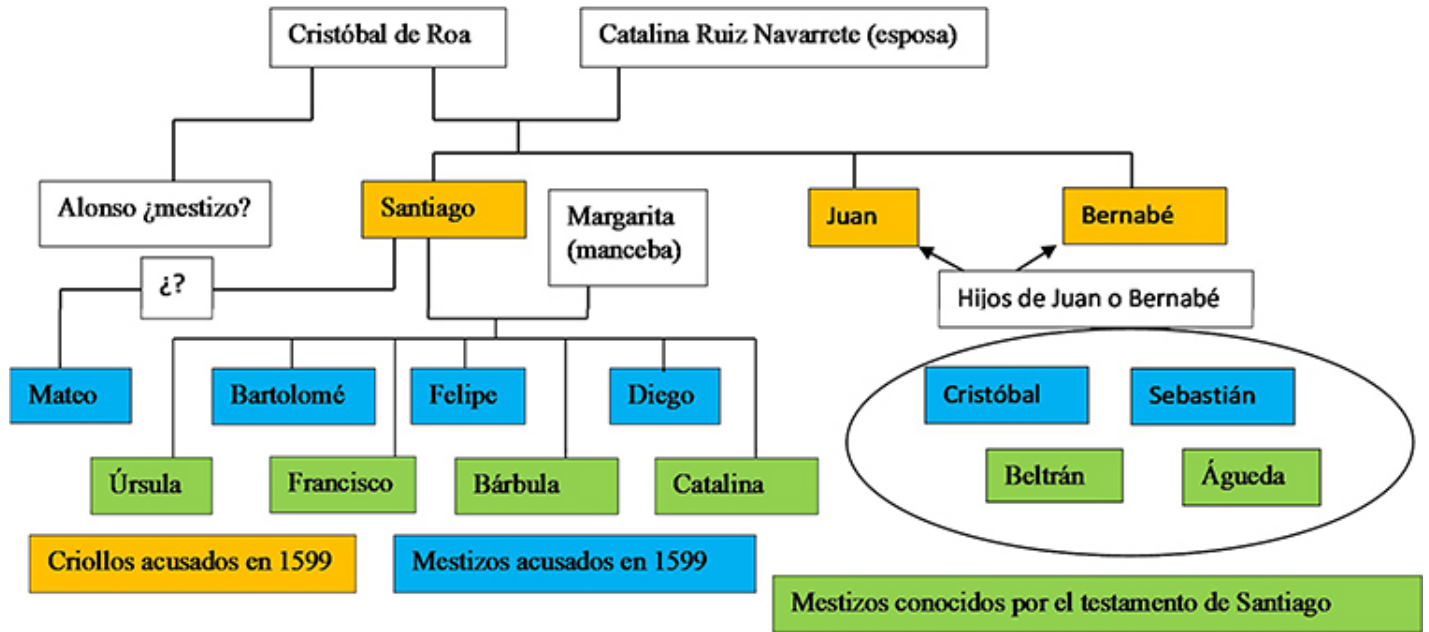 Cristóbal de Roa
Catalina Ruiz Navarrete (esposa)
Alonso ¿mestizo?
Santiago
Margarita
(manceba)
Juan
Bernabé
¿?
Hijos de Juan o Bernabé
Mateo
Bartolomé
Felipe
Diego
Cristóbal
Sebastián
Úrsula
Francisco
Bárbula
Catalina
Beltrán
Águeda
Criollos acusados en 1599
Mestizos acusados en 1599
Mestizos conocidos por el testamento de Santiago